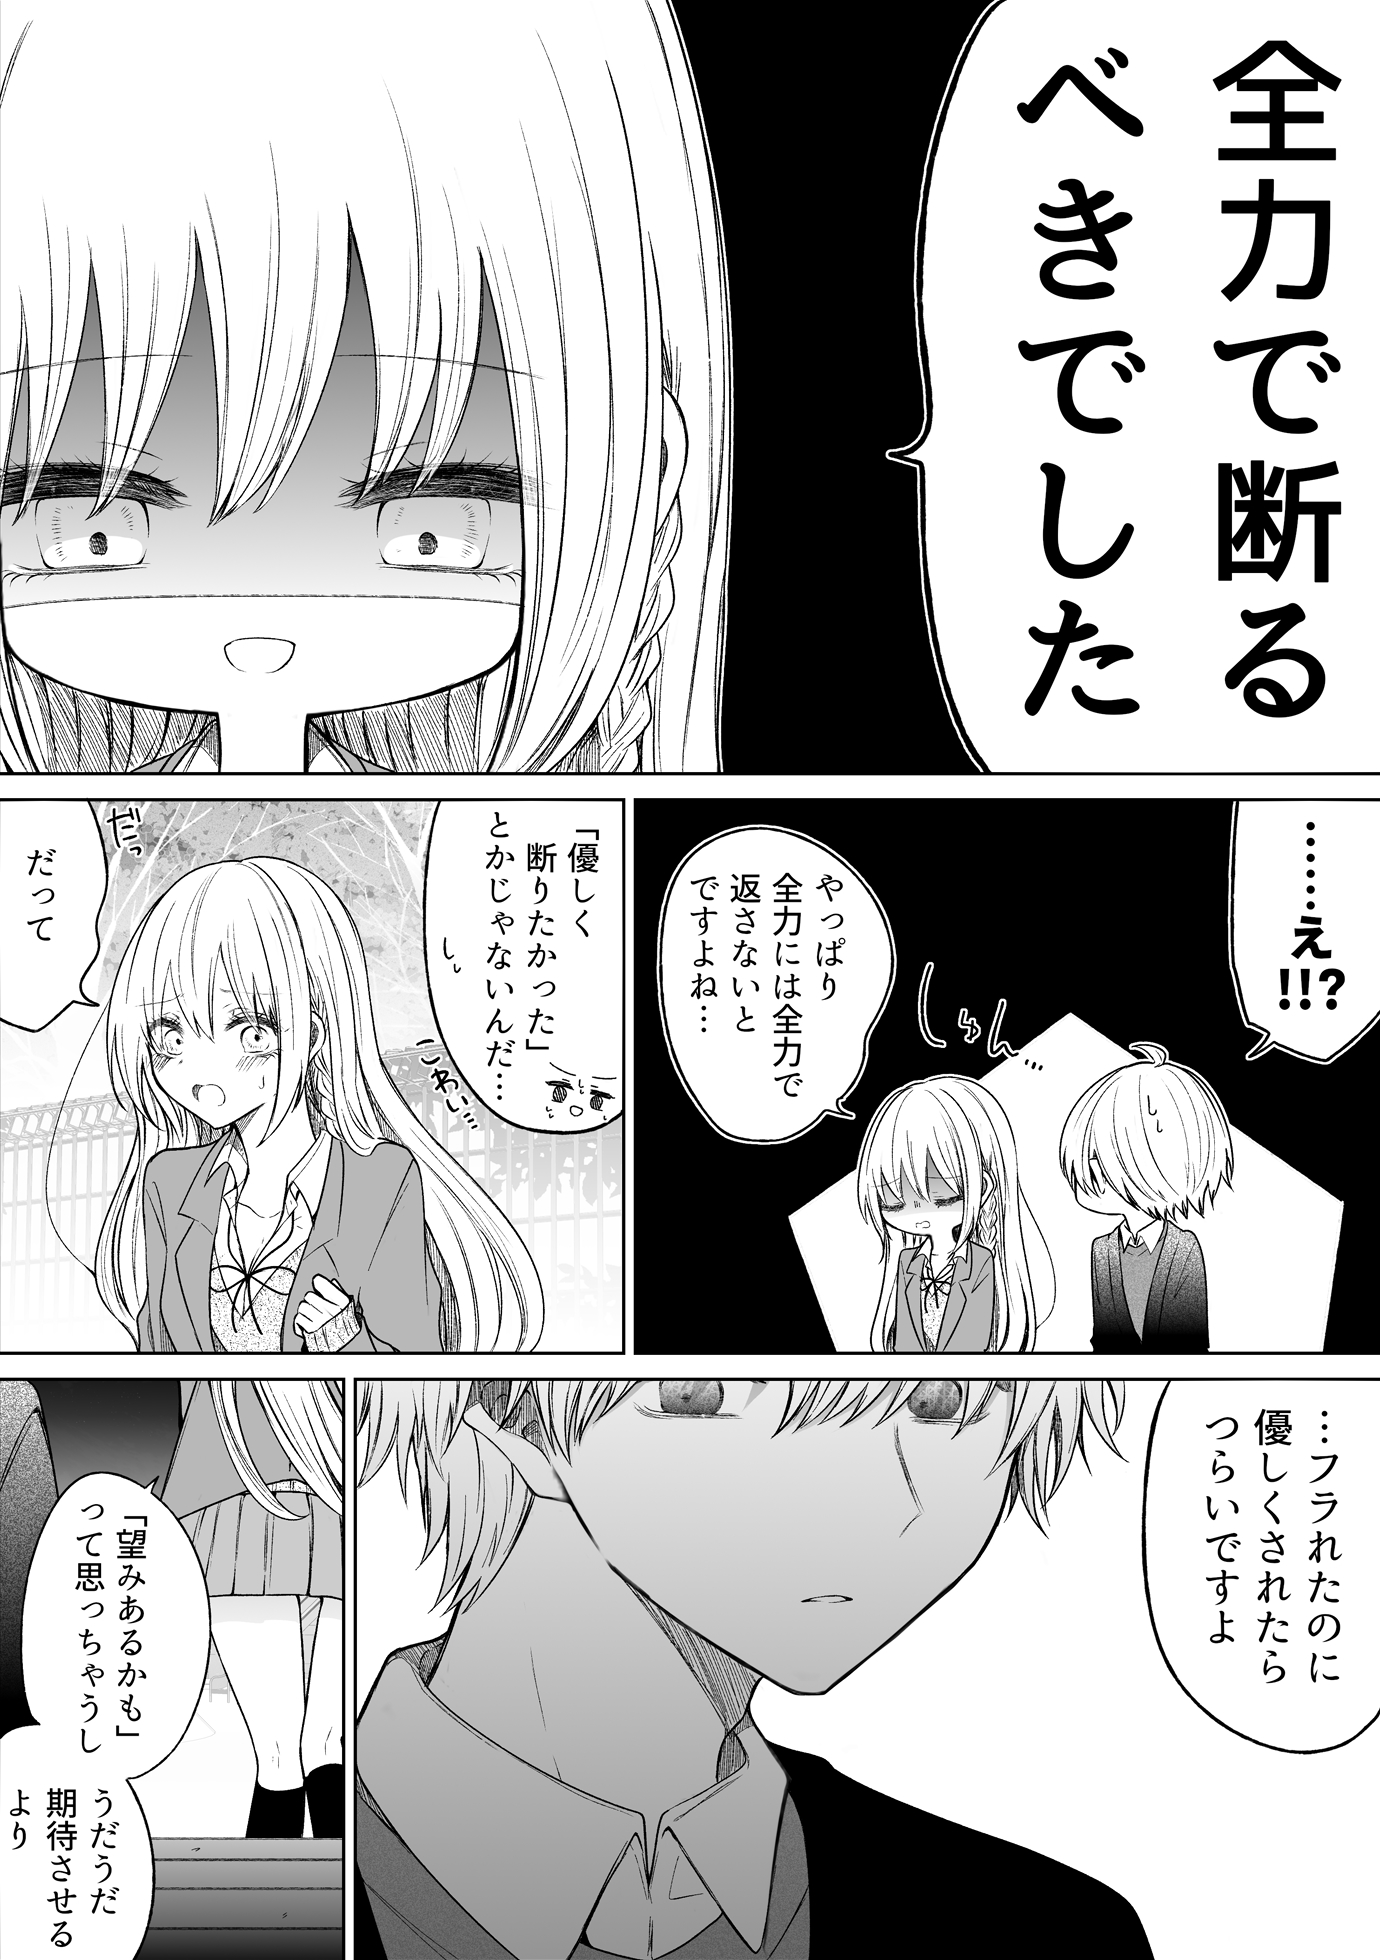 全力で断る
べきでした
………え!!?
しゅん…
やっぱり
全力には全力で
返さないと
ですよね…
「優しく
断りたかった」
とかじゃないんだ…
こわい…
だっ
だって
…フラれたのに
優しくされたら
つらいですよ
「望みあるかも」
って思っちゃうし
うだうだ
期待させる
より